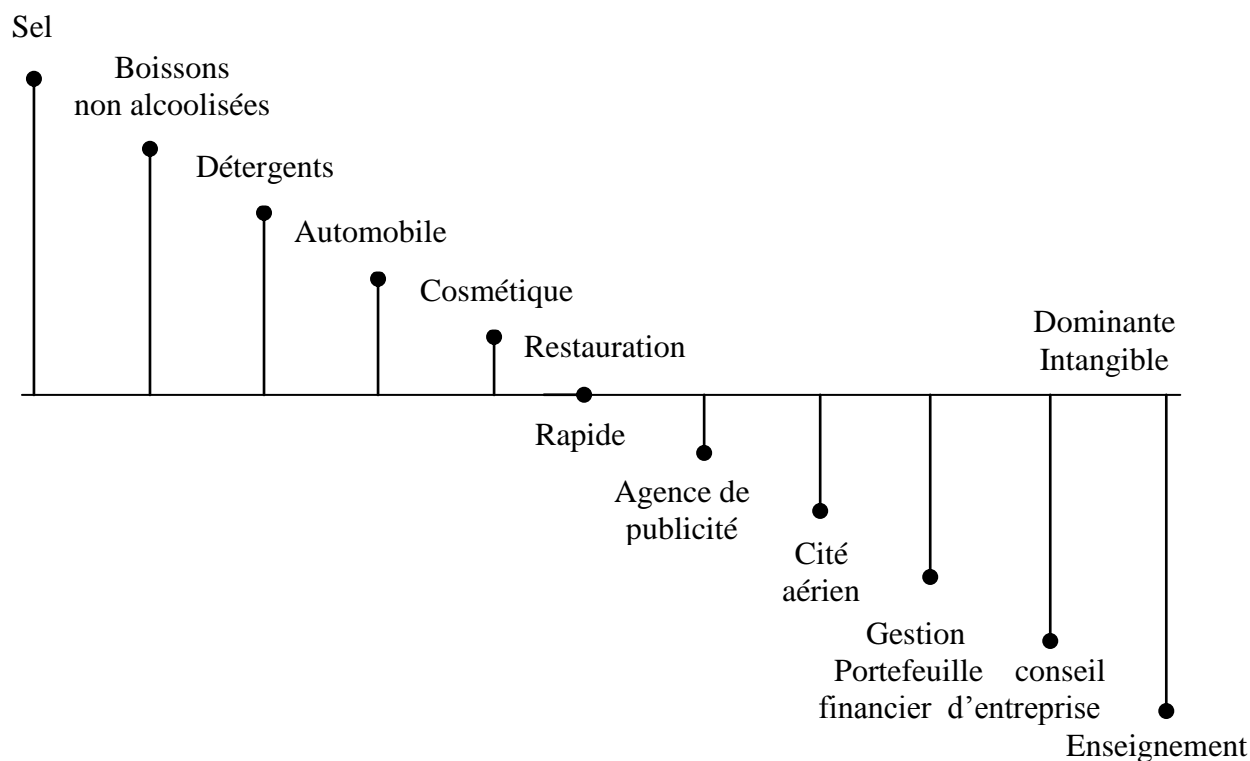 Sel
Boissons
non alcoolisées
Détergents
Automobile
Cosmétique
Restauration
Rapide
Dominante
Intangible
Agence de
publicité
Cité
aérien
Gestion
Portefeuille conseil
financier d’entreprise
Enseignement